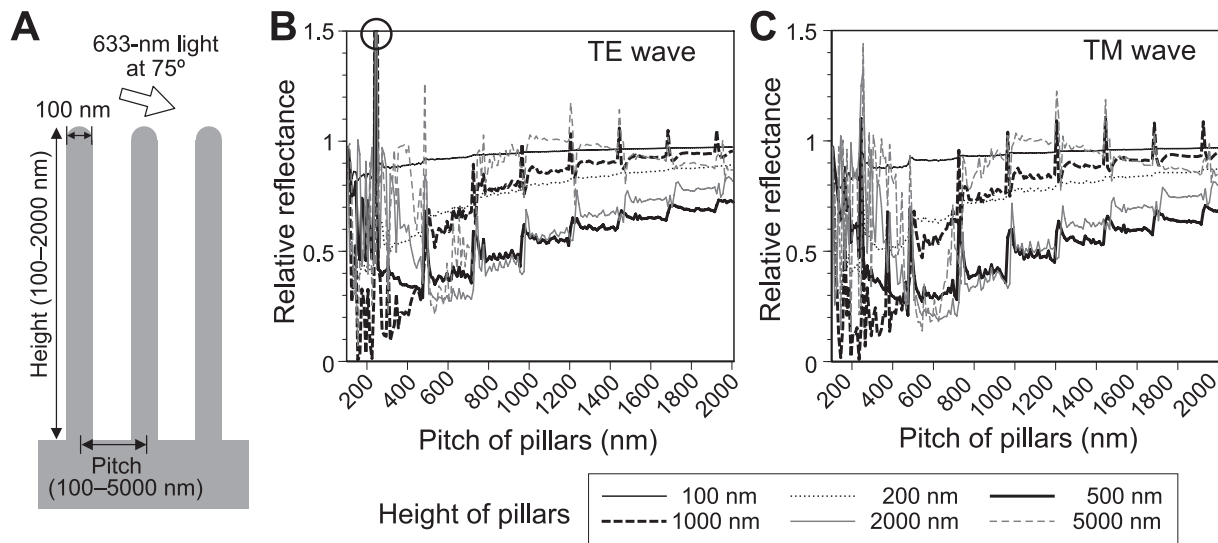 A
633-nm light
at 75º
100 nm
Height (100–2000 nm)
Pitch
(100–5000 nm)
B
TE wave
Relative reflectance
1.5
1
0.5
0
200
400
600
800
1000
1200
1400
1600
1800
2000
Pitch of pillars (nm)
C
TM wave
Relative reflectance
1.5
1
0.5
0
200
400
600
800
1000
1200
1400
1600
1800
2000
Pitch of pillars (nm)
Height of pillars
100 nm 200 nm 500 nm
1000 nm 2000 nm 5000 nm